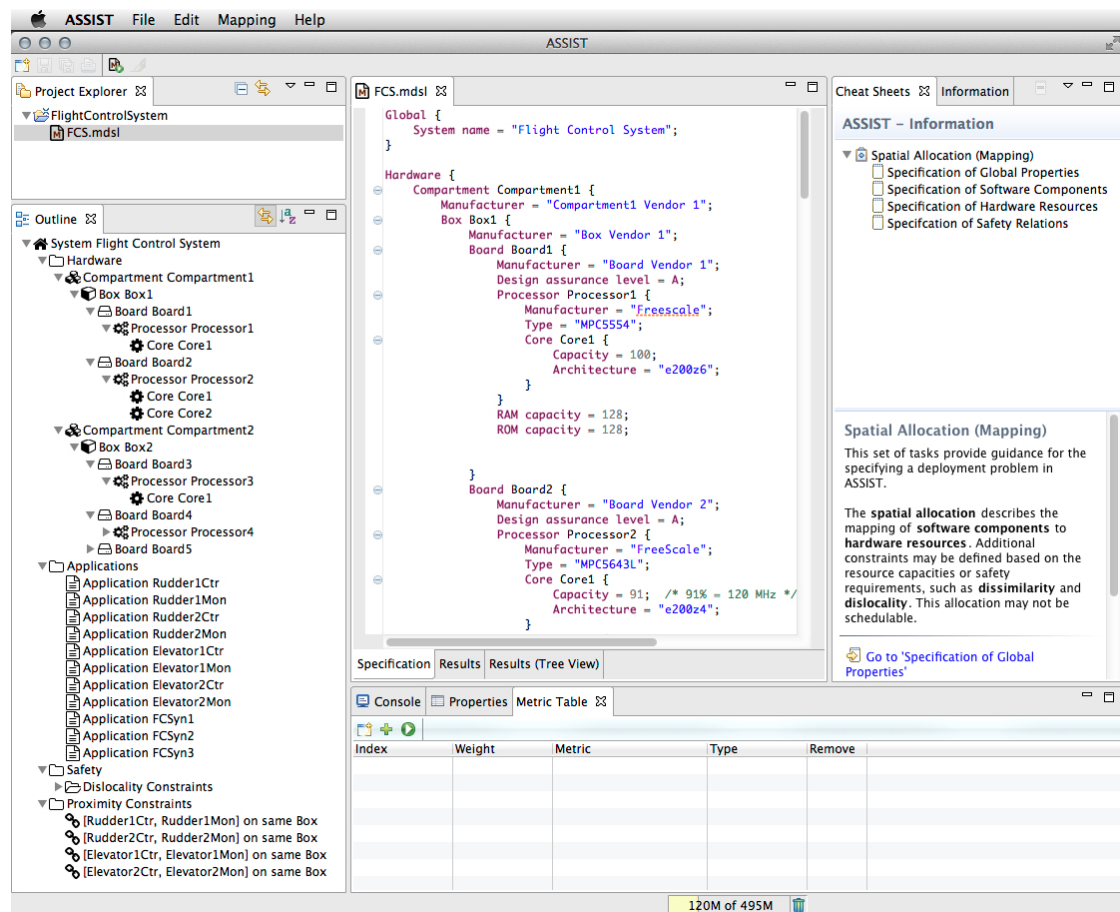 ASSIST File Edit Mapping Help
ASSIST
Project Explorer
FlightControlSystem
FCS.mdsl
Outline
System Flight Control System
Hardware
Compartment Compartment1
Box Box1
Board Board1
Processor Processor1
Core Core1
Board Board2
Processor Processor2
Core Core1
Core Core2
Compartment Compartment2
Box Box2
Board Board3
Processor Processor3
Core Core1
Board Board4
Processor Processor4
Board Board5
Applications
Application Rudder1Ctr
Application Rudder1Mon
Application Rudder2Ctr
Application Rudder2Mon
Application Elevator1Ctr
Application Elevator1Mon
Application Elevator2Ctr
Application Elevator2Mon
Application FCSyn1
Application FCSyn2
Application FCSyn3
Safety
Dislocality Constraints
Proximity Constraints
[Rudder1Ctr, Rudder1Mon] on same Box
[Rudder2Ctr, Rudder2Mon] on same Box
[Elevator1Ctr, Elevator1Mon] on same Box
[Elevator2Ctr, Elevator2Mon] on same Box
FCS.mdsl
Global {
System name = "Flight Control System";
}
Hardware {
Compartment Compartment1 {
Manufacturer = "Compartment1 Vendor 1";
Box Box1 {
Manufacturer = "Box Vendor 1";
Board Board1 {
Manufacturer = "Board Vendor 1";
Design assurance level = A;
Processor Processor1 {
Manufacturer = "Freescale";
Type = "MPC5554";
Core Core1 {
Capacity = 100;
Architecture = "e200z6";
}
}
RAM capacity = 128;
ROM capacity = 128;
}
Board Board2 {
Manufacturer = "Board Vendor 2";
Design assurance level = A;
Processor Processor2 {
Manufacturer = "FreeScale";
Type = "MPC5643L";
Core Core1 {
Capacity = 91; /* 91% = 120 MHz */
Architecture = "e200z4";
}
Specification Results Results (Tree View)
Cheat Sheets Information
ASSIST – Information
Spatial Allocation (Mapping)
Specification of Global Properties
Specification of Software Components
Specification of Hardware Resources
Specifcation of Safety Relations
Spatial Allocation (Mapping)
This set of tasks provide guidance for the
specifying a deployment problem in
ASSIST.
The spatial allocation describes the
mapping of software components to
hardware resources. Additional
constraints may be defined based on the
resource capacities or safety
requirements, such as dissimilarity and
dislocality. This allocation may not be
schedulable.
Go to 'Specification of Global
Properties'
Console Properties Metric Table
Index Weight Metric Type Remove
120M of 495M